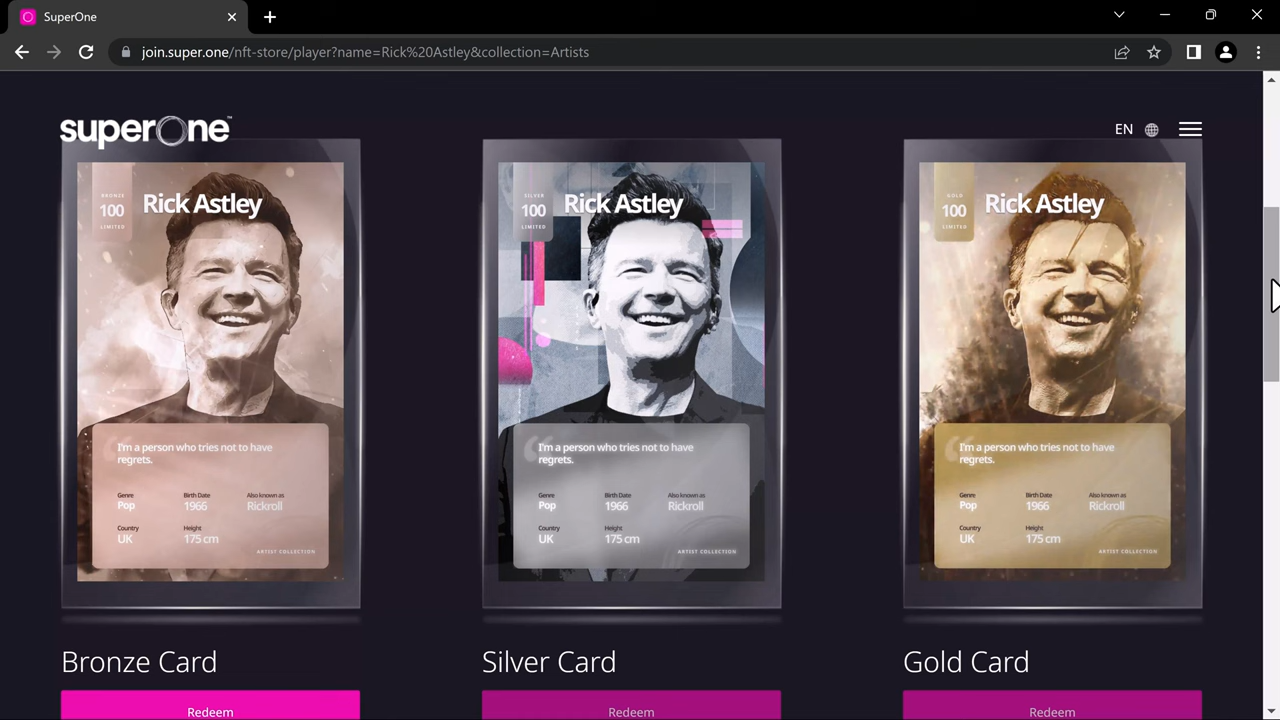 SuperOne
join.super.one/nft-store/player?name=Rick%20Astley&collection=Artists
superOne™
EN
BRONZE
100
LIMITED
Rick Astley
I'm a person who tries not to have
regrets.
Genre
Pop
Birth Date
1966
Also known as
Rickroll
Country
UK
Height
175 cm
ARTIST COLLECTION
Bronze Card
Redeem
SILVER
100
LIMITED
Rick Astley
I'm a person who tries not to have
regrets.
Genre
Pop
Birth Date
1966
Also known as
Rickroll
Country
UK
Height
175 cm
ARTIST COLLECTION
Silver Card
Redeem
GOLD
100
LIMITED
Rick Astley
I'm a person who tries not to have
regrets.
Genre
Pop
Birth Date
1966
Also known as
Rickroll
Country
UK
Height
175 cm
ARTIST COLLECTION
Gold Card
Redeem